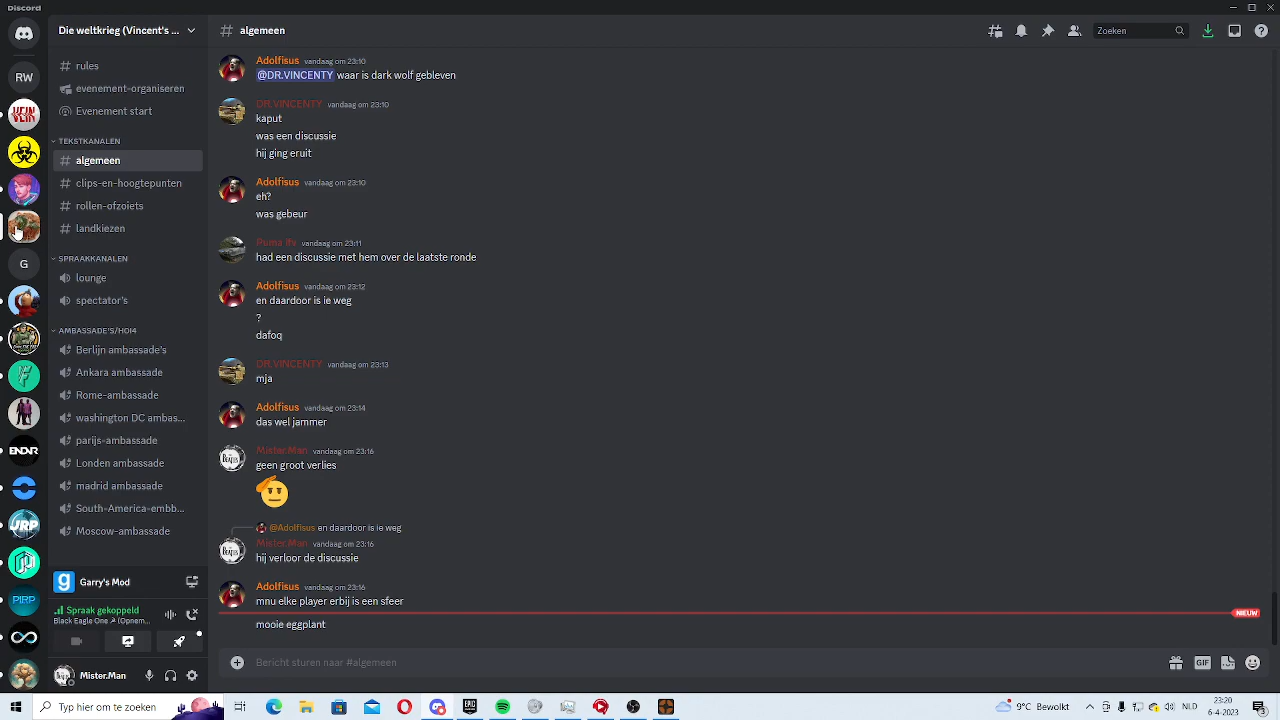 Discord
Die weltkrieg (Vincent's ...
algemeen
Zoeken
RW
G
ENDR
JRP
PIRP
rules
evenement-organiseren
Evenement start
TEKSTKANALEN
algemeen
clips-en-hoogtepunten
rollen-ofzoiets
landkiezen
SPRAAKKANALEN
lounge
spectator's
AMBASSADE'S/HOI4
Berlijn ambassade's
Ankara ambassade
Rome-ambassade
washington DC ambas...
parijs-ambassade
Londen ambassade
madrid ambassade
South-America-emb...
Moscow-ambassade
Garry's Mod
Spraak gekoppeld
Mister.Man
Adolfisus vandaag om 23:10
@DR.VINCENTY waar is dark wolf gebleven
DR.VINCENTY vandaag om 23:10
kaput
was een discussie
hij ging eruit
Adolfisus vandaag om 23:10
eh?
was gebeur
vandaag om 23:11
had een discussie met hem over de laatste ronde
Adolfisus vandaag om 23:12
en daardoor is ie weg
?
dafoq
DR.VINCENTY vandaag om 23:13
mja
Adolfisus vandaag om 23:14
das wel jammer
Mister.Man vandaag om 23:16
geen groot verlies
@Adolfisus en daardoor is ie weg
Mister.Man vandaag om 23:16
hij verloor de discussie
Adolfisus vandaag om 23:16
mnu elke player erbij is een sfeer
NIEUW
mooie eggplant
Bericht sturen naar #algemeen
GIF
Typ hier om te zoeken
9°C Bewolkt
NLD
23:20
6-4-2023